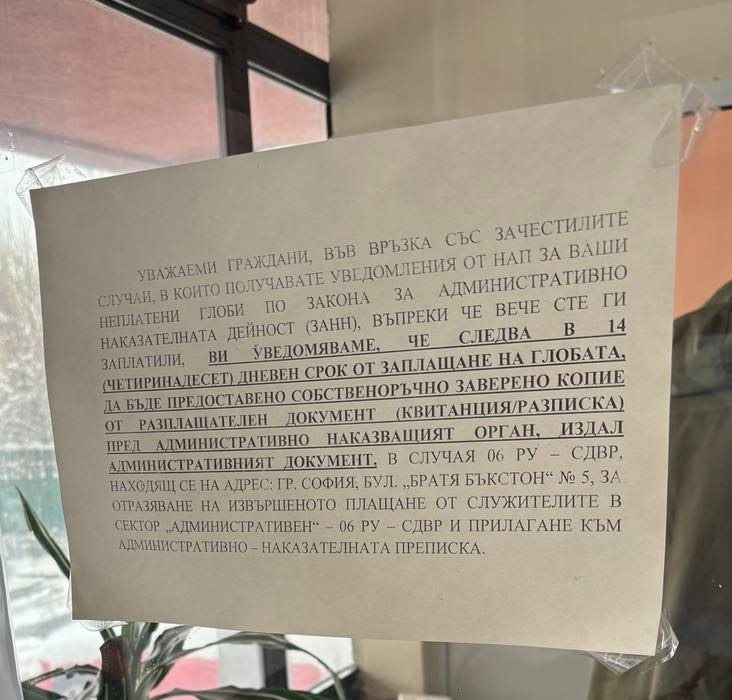 УВАЖАЕМИ ГРАЖДАНИ, ВЪВ ВРЪЗКА СЪС ЗАЧЕСТИЛИТЕ
СЛУЧАИ, В КОИТО ПОЛУЧАВАТЕ УВЕДОМЛЕНИЯ ОТ НАП ЗА ВАШИ
НЕПЛАТЕНИ ГЛОБИ ПО ЗАКОНА ЗА АДМИНИСТРАТИВНО
НАКАЗАТЕЛНАТА ДЕЙНОСТ (ЗАНН), ВЪПРЕКИ ЧЕ ВЕЧЕ СТЕ ГИ
ЗАПЛАТИЛИ, ВИ УВЕДОМЯВАМЕ, ЧЕ СЛЕДВА В 14
(ЧЕТИРИНАДЕСЕТ) ДНЕВЕН СРОК ОТ ЗАПЛАЩАНЕ НА ГЛОБАТА,
ДА БЪДЕ ПРЕДОСТАВЕНО СОБСТВЕНОРЪЧНО ЗАВЕРЕНО КОПИЕ
ОТ РАЗПЛАЩАТЕЛЕН ДОКУМЕНТ (КВИТАНЦИЯ/РАЗПИСКА)
ПРЕД АДМИНИСТРАТИВНО НАКАЗВАЩИЯТ ОРГАН, ИЗДАЛ
АДМИНИСТРАТИВНИЯТ ДОКУМЕНТ, В СЛУЧАЯ 06 РУ – СДВР,
НАХОДЯЩ СЕ НА АДРЕС: ГР. СОФИЯ, БУЛ. „БРАТЯ БЪКСТОН“ № 5, ЗА
ОТРАЗЯВАНЕ НА ИЗВЪРШЕНОТО ПЛАЩАНЕ ОТ СЛУЖИТЕЛИТЕ В
СЕКТОР „АДМИНИСТРАТИВЕН“ – 06 РУ – СДВР И ПРИЛАГАНЕ КЪМ
АДМИНИСТРАТИВНО – НАКАЗАТЕЛНАТА ПРЕПИСКА.